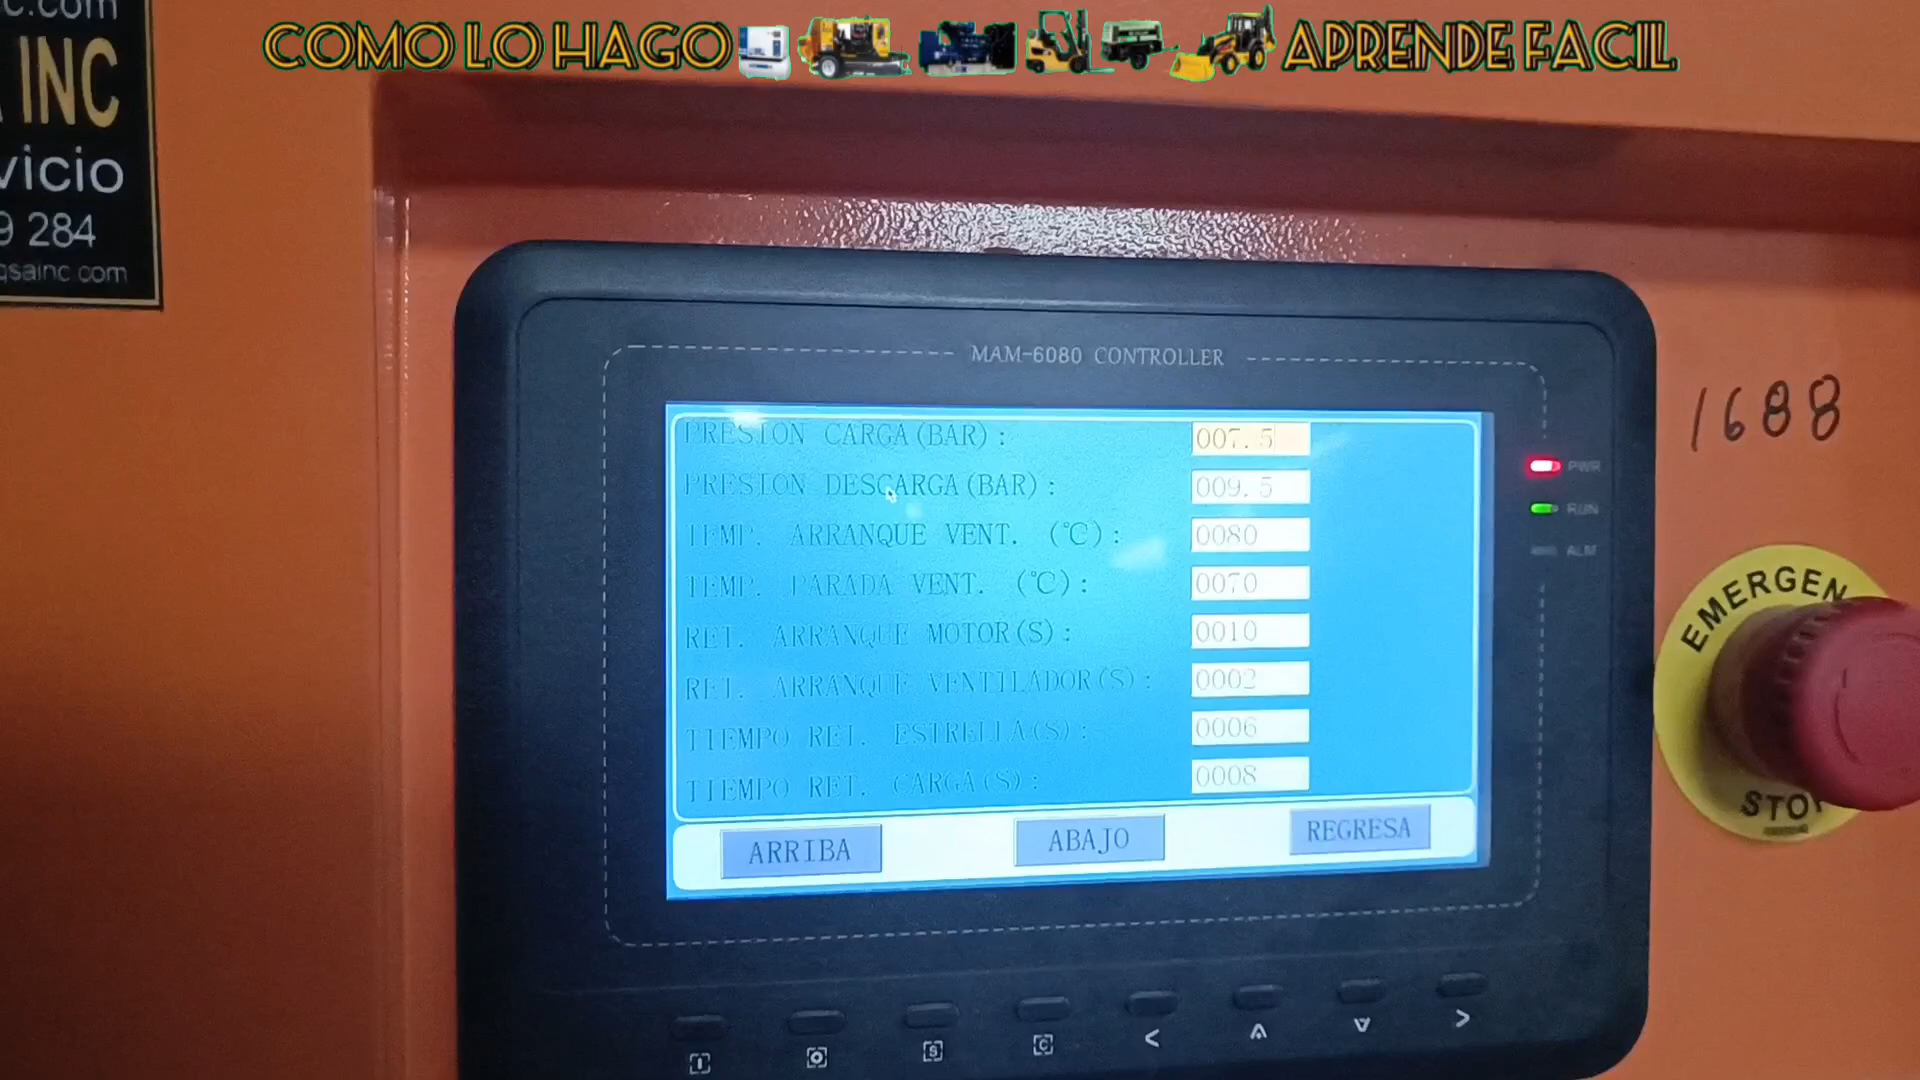 c.com
COMO LO HAGO APRENDE FACIL
INC
vicio
9 284
qsainc.com
MAM-6080 CONTROLLER
PRESION CARGA(BAR): 007.5
PRESION DESCARGA(BAR): 009.5
TEMP. ARRANQUE VENT. (℃): 0080
TEMP. PARADA VENT. (℃): 0070
RET. ARRANQUE MOTOR(S): 0010
RET. ARRANQUE VENTILADOR(S): 0002
TIEMPO RET. ESTRELLA(S): 0006
TIEMPO RET. CARGA(S): 0008
ARRIBA ABAJO REGRESA
PWR
RUN
ALM
1688
EMERGEN
STOP
I O S C < ∧ ∨ >